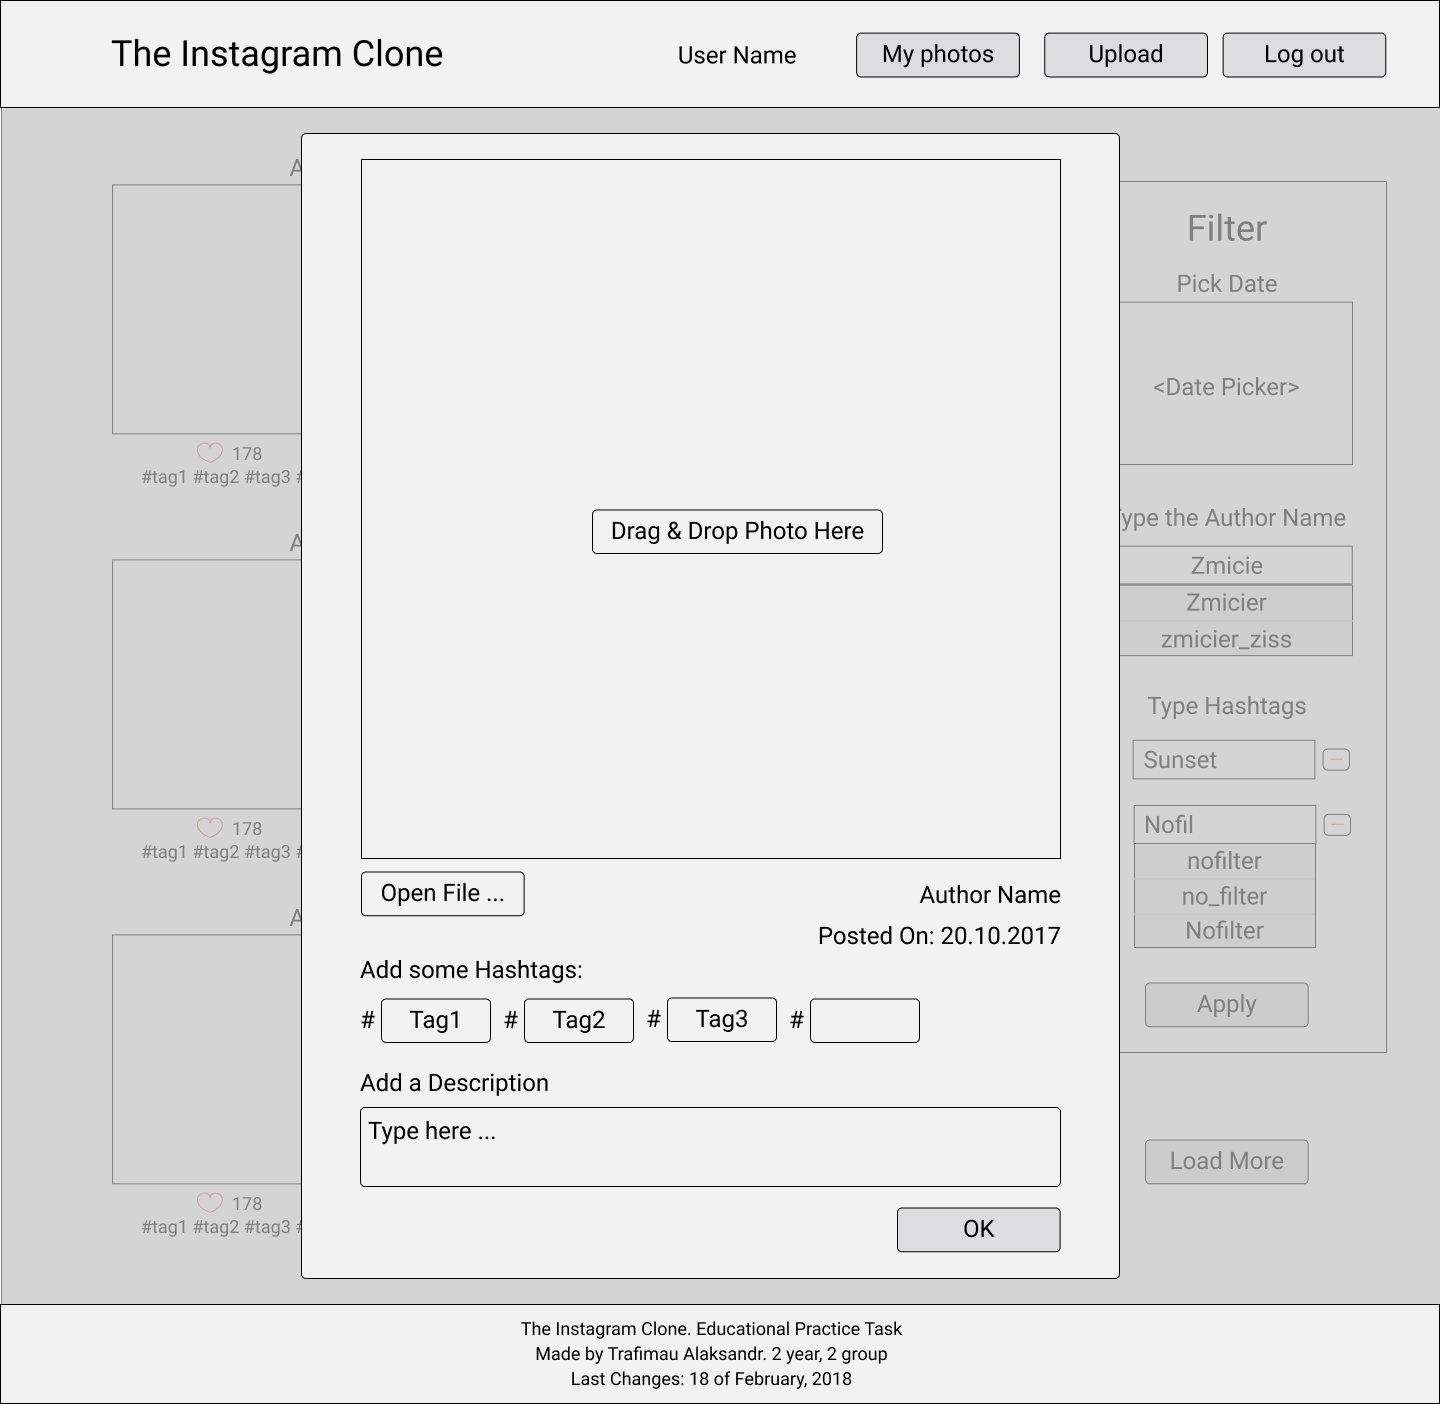 The Instagram Clone
User Name
My photos
Upload
Log out
A
178
#tag1 #tag2 #tag3 #
A
178
#tag1 #tag2 #tag3 #
A
178
#tag1 #tag2 #tag3 #
Drag & Drop Photo Here
Open File ...
Author Name
Posted On: 20.10.2017
Add some Hashtags:
# Tag1 # Tag2 # Tag3 #
Add a Description
Type here ...
OK
Filter
Pick Date
<Date Picker>
Type the Author Name
Zmicie
Zmicier
zmicier_ziss
Type Hashtags
Sunset
Nofil
nofilter
no_filter
Nofilter
Apply
Load More
The Instagram Clone. Educational Practice Task
Made by Trafimau Alaksandr. 2 year, 2 group
Last Changes: 18 of February, 2018